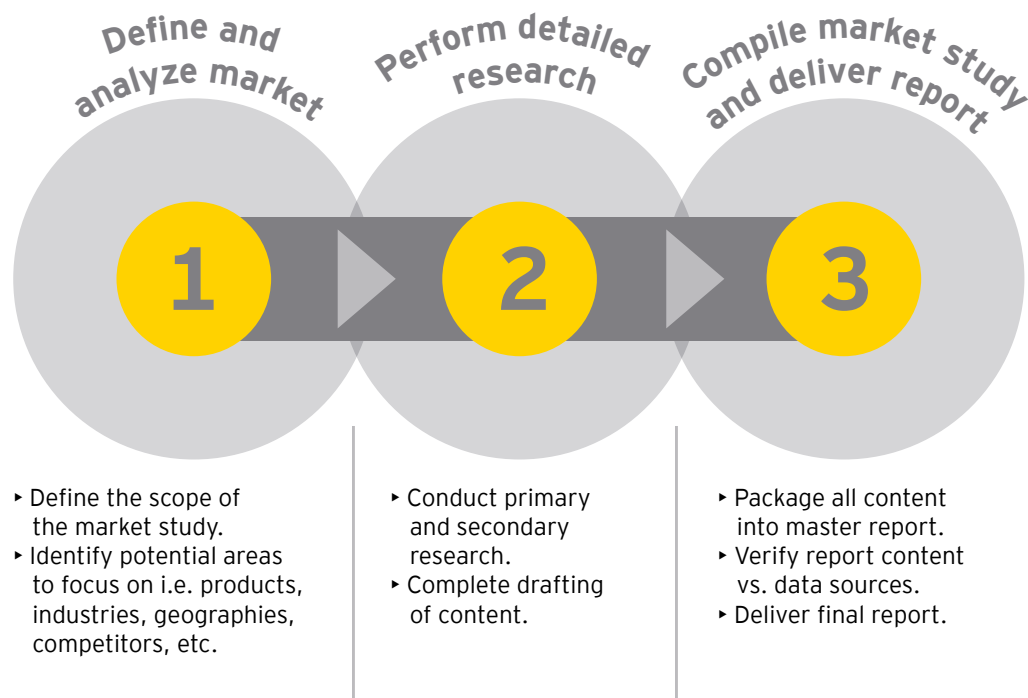 Define and
analyze market
Perform detailed
research
Compile market study
and deliver report
1
2
3
‣ Define the scope of
the market study.
‣ Identify potential areas
to focus on i.e. products,
industries, geographies,
competitors, etc.
‣ Conduct primary
and secondary
research.
‣ Complete drafting
of content.
‣ Package all content
into master report.
‣ Verify report content
vs. data sources.
‣ Deliver final report.